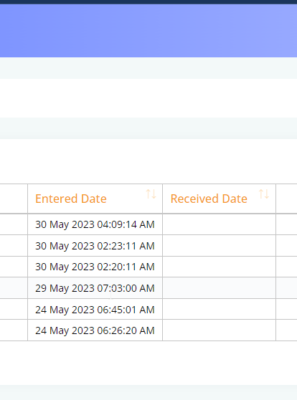 Entered Date Received Date
30 May 2023 04:09:14 AM
30 May 2023 02:23:11 AM
30 May 2023 02:20:11 AM
29 May 2023 07:03:00 AM
24 May 2023 06:45:01 AM
24 May 2023 06:26:20 AM